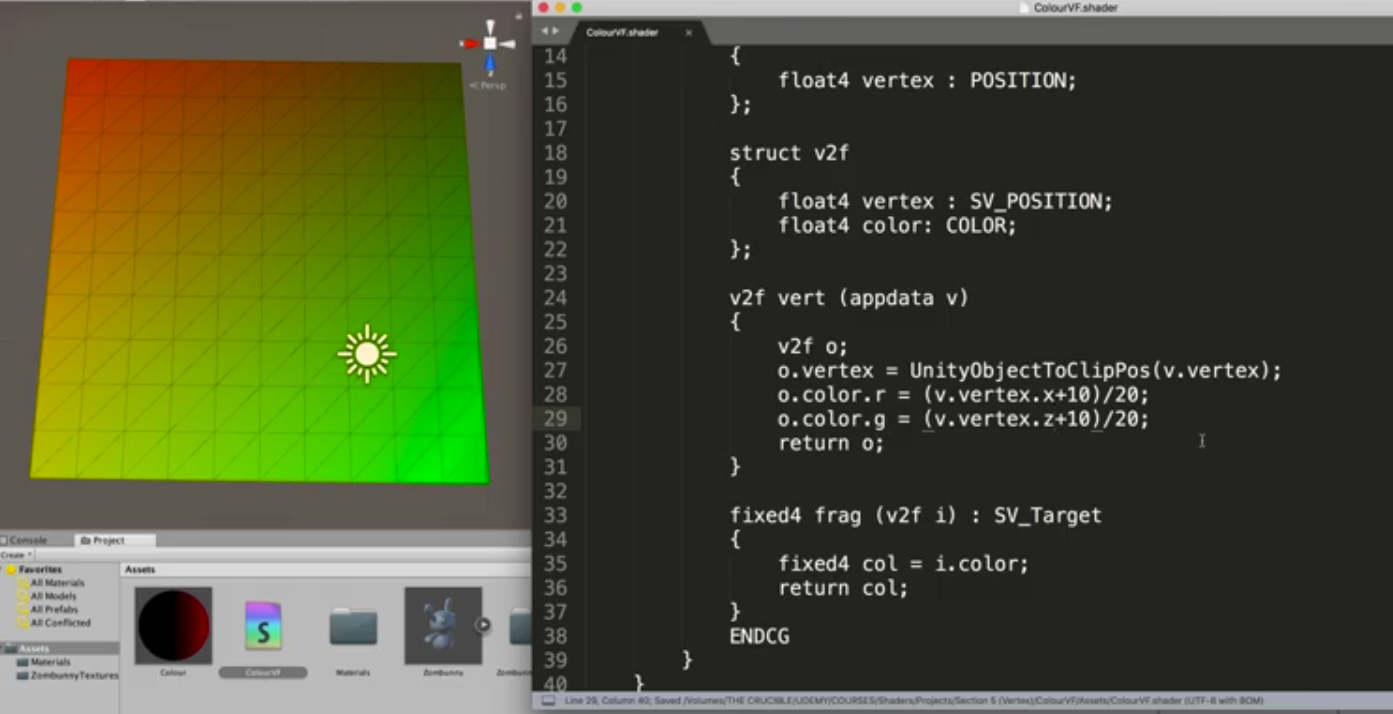 ColourVF.shader
ColourVF.shader
< Persp
14 {
15 float4 vertex : POSITION;
16 };
17
18 struct v2f
19 {
20 float4 vertex : SV_POSITION;
21 float4 color: COLOR;
22 };
23
24 v2f vert (appdata v)
25 {
26 v2f o;
27 o.vertex = UnityObjectToClipPos(v.vertex);
28 o.color.r = (v.vertex.x+10)/20;
29 o.color.g = (v.vertex.z+10)/20;
30 return o;
31 }
32
33 fixed4 frag (v2f i) : SV_Target
34 {
35 fixed4 col = i.color;
36 return col;
37 }
38 ENDCG
39 }
40 }
Console Project
Create
Favorites
All Materials
All Models
All Prefabs
All Conflicted
Assets
Materials
ZombunnyTextures
Assets
S
Colour ColourVF Materials Zombunny Zombunn
Line 29, Column 40; Saved /Volumes/THE CRUCIBLE/UDEMY/COURSES/Shaders/Projects/Section 5 (Vertex)/ColourVF/Assets/ColourVF.shader (UTF-8 with BOM)